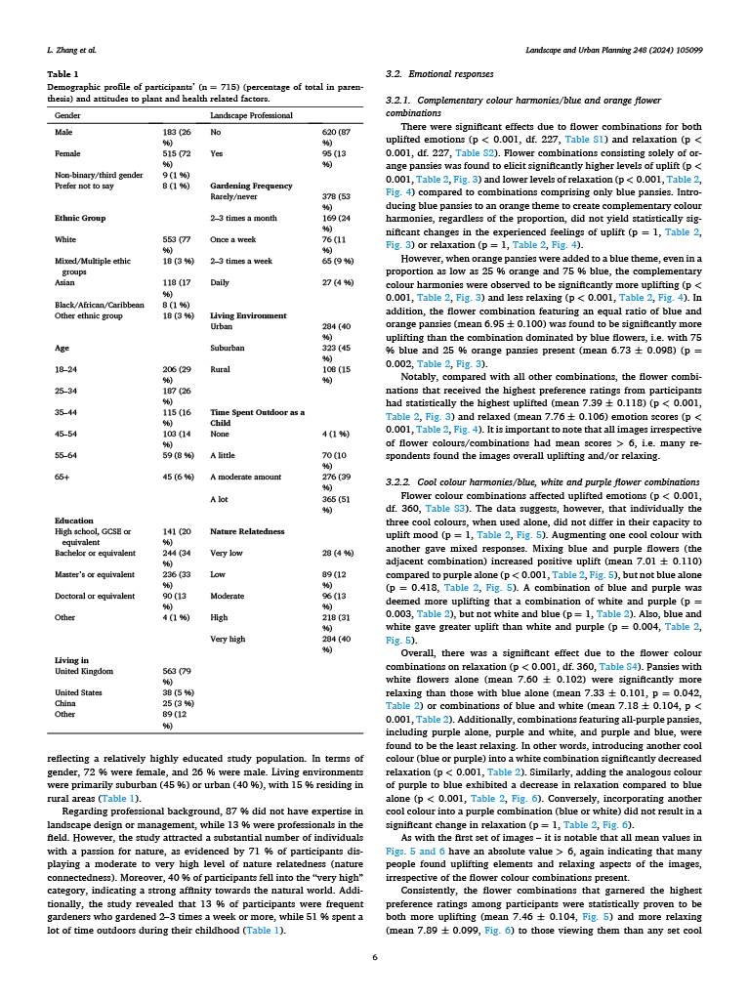 L. Zhang et al.
Landscape and Urban Planning 248 (2024) 105099
Table 1
Demographic profile of participants' (n = 715) (percentage of total in paren-
thesis) and attitudes to plant and health related factors.
Gender Landscape Professional
Male 183 (26 No 620 (87
%) %)
Female 515 (72 Yes 95 (13
%) %)
Non-binary/third gender 9 (1 %)
Prefer not to say 8 (1 %) Gardening Frequency
Rarely/never 378 (53
%)
Ethnic Group 2–3 times a month 169 (24
%)
White 553 (77 Once a week 76 (11
%) %)
Mixed/Multiple ethic 18 (3 %) 2–3 times a week 65 (9 %)
groups
Asian 118 (17 Daily 27 (4 %)
%)
Black/African/Caribbean 8 (1 %)
Other ethnic group 18 (3 %) Living Environment
Urban 284 (40
%)
Age Suburban 323 (45
%)
18–24 206 (29 Rural 108 (15
%) %)
25–34 187 (26
%)
35–44 115 (16 Time Spent Outdoor as a
%) Child
45–54 103 (14 None 4 (1 %)
%)
55–64 59 (8 %) A little 70 (10
%)
65+ 45 (6 %) A moderate amount 276 (39
%)
A lot 365 (51
%)
Education
High school, GCSE or 141 (20 Nature Relatedness
equivalent %)
Bachelor or equivalent 244 (34 Very low 28 (4 %)
%)
Master's or equivalent 236 (33 Low 89 (12
%) %)
Doctoral or equivalent 90 (13 Moderate 96 (13
%) %)
Other 4 (1 %) High 218 (31
%)
Very high 284 (40
%)
Living in
United Kingdom 563 (79
%)
United States 38 (5 %)
China 25 (3 %)
Other 89 (12
%)
reflecting a relatively highly educated study population. In terms of
gender, 72 % were female, and 26 % were male. Living environments
were primarily suburban (45 %) or urban (40 %), with 15 % residing in
rural areas (Table 1).
Regarding professional background, 87 % did not have expertise in
landscape design or management, while 13 % were professionals in the
field. However, the study attracted a substantial number of individuals
with a passion for nature, as evidenced by 71 % of participants dis-
playing a moderate to very high level of nature relatedness (nature
connectedness). Moreover, 40 % of participants fell into the "very high"
category, indicating a strong affinity towards the natural world. Addi-
tionally, the study revealed that 13 % of participants were frequent
gardeners who gardened 2–3 times a week or more, while 51 % spent a
lot of time outdoors during their childhood (Table 1).
3.2. Emotional responses
3.2.1. Complementary colour harmonies/blue and orange flower
combinations
There were significant effects due to flower combinations for both
uplifted emotions (p < 0.001, df. 227, Table S1) and relaxation (p <
0.001, df. 227, Table S2). Flower combinations consisting solely of or-
ange pansies was found to elicit significantly higher levels of uplift (p <
0.001, Table 2, Fig. 3) and lower levels of relaxation (p < 0.001, Table 2,
Fig. 4) compared to combinations comprising only blue pansies. Intro-
ducing blue pansies to an orange theme to create complementary colour
harmonies, regardless of the proportion, did not yield statistically sig-
nificant changes in the experienced feelings of uplift (p = 1, Table 2,
Fig. 3) or relaxation (p = 1, Table 2, Fig. 4).
However, when orange pansies were added to a blue theme, even in a
proportion as low as 25 % orange and 75 % blue, the complementary
colour harmonies were observed to be significantly more uplifting (p <
0.001, Table 2, Fig. 3) and less relaxing (p < 0.001, Table 2, Fig. 4). In
addition, the flower combination featuring an equal ratio of blue and
orange pansies (mean 6.95 ± 0.100) was found to be significantly more
uplifting than the combination dominated by blue flowers, i.e. with 75
% blue and 25 % orange pansies present (mean 6.73 ± 0.098) (p =
0.002, Table 2, Fig. 3).
Notably, compared with all other combinations, the flower combi-
nations that received the highest preference ratings from participants
had statistically the highest uplifted (mean 7.39 ± 0.118) (p < 0.001,
Table 2, Fig. 3) and relaxed (mean 7.76 ± 0.106) emotion scores (p <
0.001, Table 2, Fig. 4). It is important to note that all images irrespective
of flower colours/combinations had mean scores > 6, i.e. many re-
spondents found the images overall uplifting and/or relaxing.
3.2.2. Cool colour harmonies/blue, white and purple flower combinations
Flower colour combinations affected uplifted emotions (p < 0.001,
df. 360, Table S3). The data suggests, however, that individually the
three cool colours, when used alone, did not differ in their capacity to
uplift mood (p = 1, Table 2, Fig. 5). Augmenting one cool colour with
another gave mixed responses. Mixing blue and purple flowers (the
adjacent combination) increased positive uplift (mean 7.01 ± 0.110)
compared to purple alone (p < 0.001, Table 2, Fig. 5), but not blue alone
(p = 0.418, Table 2, Fig. 5). A combination of blue and purple was
deemed more uplifting that a combination of white and purple (p =
0.003, Table 2), but not white and blue (p = 1, Table 2). Also, blue and
white gave greater uplift than white and purple (p = 0.004, Table 2,
Fig. 5).
Overall, there was a significant effect due to the flower colour
combinations on relaxation (p < 0.001, df. 360, Table S4). Pansies with
white flowers alone (mean 7.60 ± 0.102) were significantly more
relaxing than those with blue alone (mean 7.33 ± 0.101, p = 0.042,
Table 2) or combinations of blue and white (mean 7.18 ± 0.104, p <
0.001, Table 2). Additionally, combinations featuring all-purple pansies,
including purple alone, purple and white, and purple and blue, were
found to be the least relaxing. In other words, introducing another cool
colour (blue or purple) into a white combination significantly decreased
relaxation (p < 0.001, Table 2). Similarly, adding the analogous colour
of purple to blue exhibited a decrease in relaxation compared to blue
alone (p < 0.001, Table 2, Fig. 6). Conversely, incorporating another
cool colour into a purple combination (blue or white) did not result in a
significant change in relaxation (p = 1, Table 2, Fig. 6).
As with the first set of images – it is notable that all mean values in
Figs. 5 and 6 have an absolute value > 6, again indicating that many
people found uplifting elements and relaxing aspects of the images,
irrespective of the flower colour combinations present.
Consistently, the flower combinations that garnered the highest
preference ratings among participants were statistically proven to be
both more uplifting (mean 7.46 ± 0.104, Fig. 5) and more relaxing
(mean 7.89 ± 0.099, Fig. 6) to those viewing them than any set cool
6